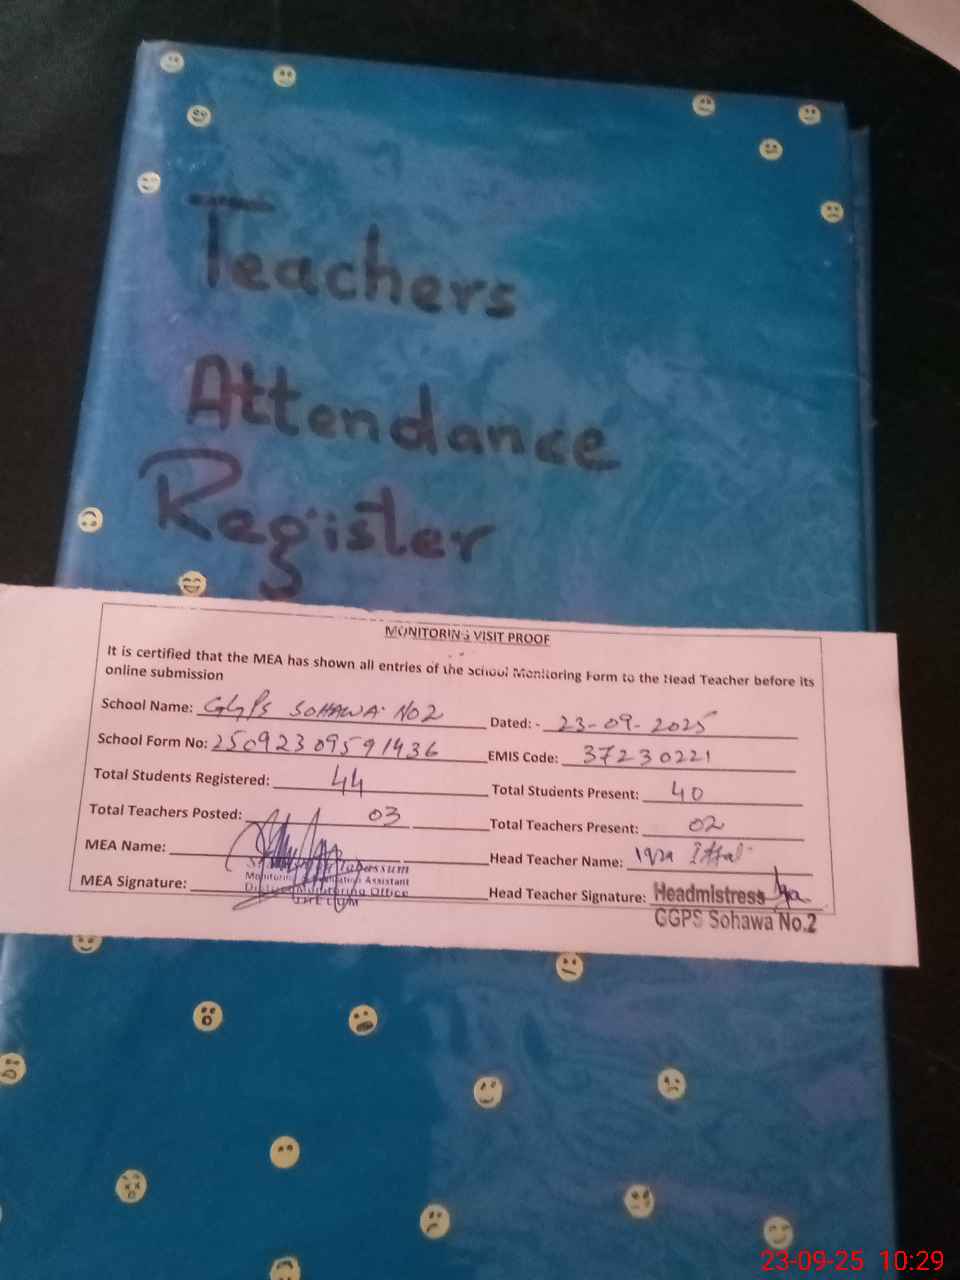 Teachers
Attendance
Register
MONITORING VISIT PROOF
It is certified that the MEA has shown all entries of the School Monitoring Form to the Head Teacher before its
online submission
School Name: GGPS SOHAWA NO2 Dated: - 23-09-2025
School Form No: 25092309591436 EMIS Code: 37230221
Total Students Registered: 44 Total Students Present: 40
Total Teachers Posted: 03 Total Teachers Present: 02
MEA Name: Head Teacher Name: Iqra
MEA Signature: Head Teacher Signature: Headmistress
GGPS Sohawa No.2
Assistant
Office
23-09-25 10:29